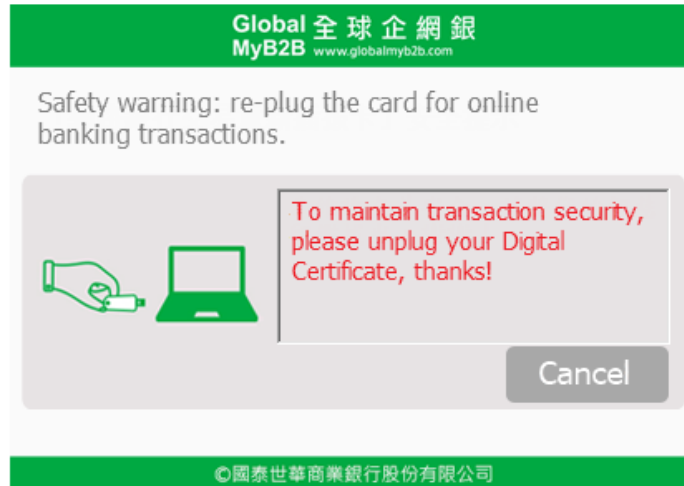 Global 全球企網銀
MyB2B www.globalmyb2b.com
Safety warning: re-plug the card for online
banking transactions.
To maintain transaction security,
please unplug your Digital
Certificate, thanks!
Cancel
©國泰世華商業銀行股份有限公司